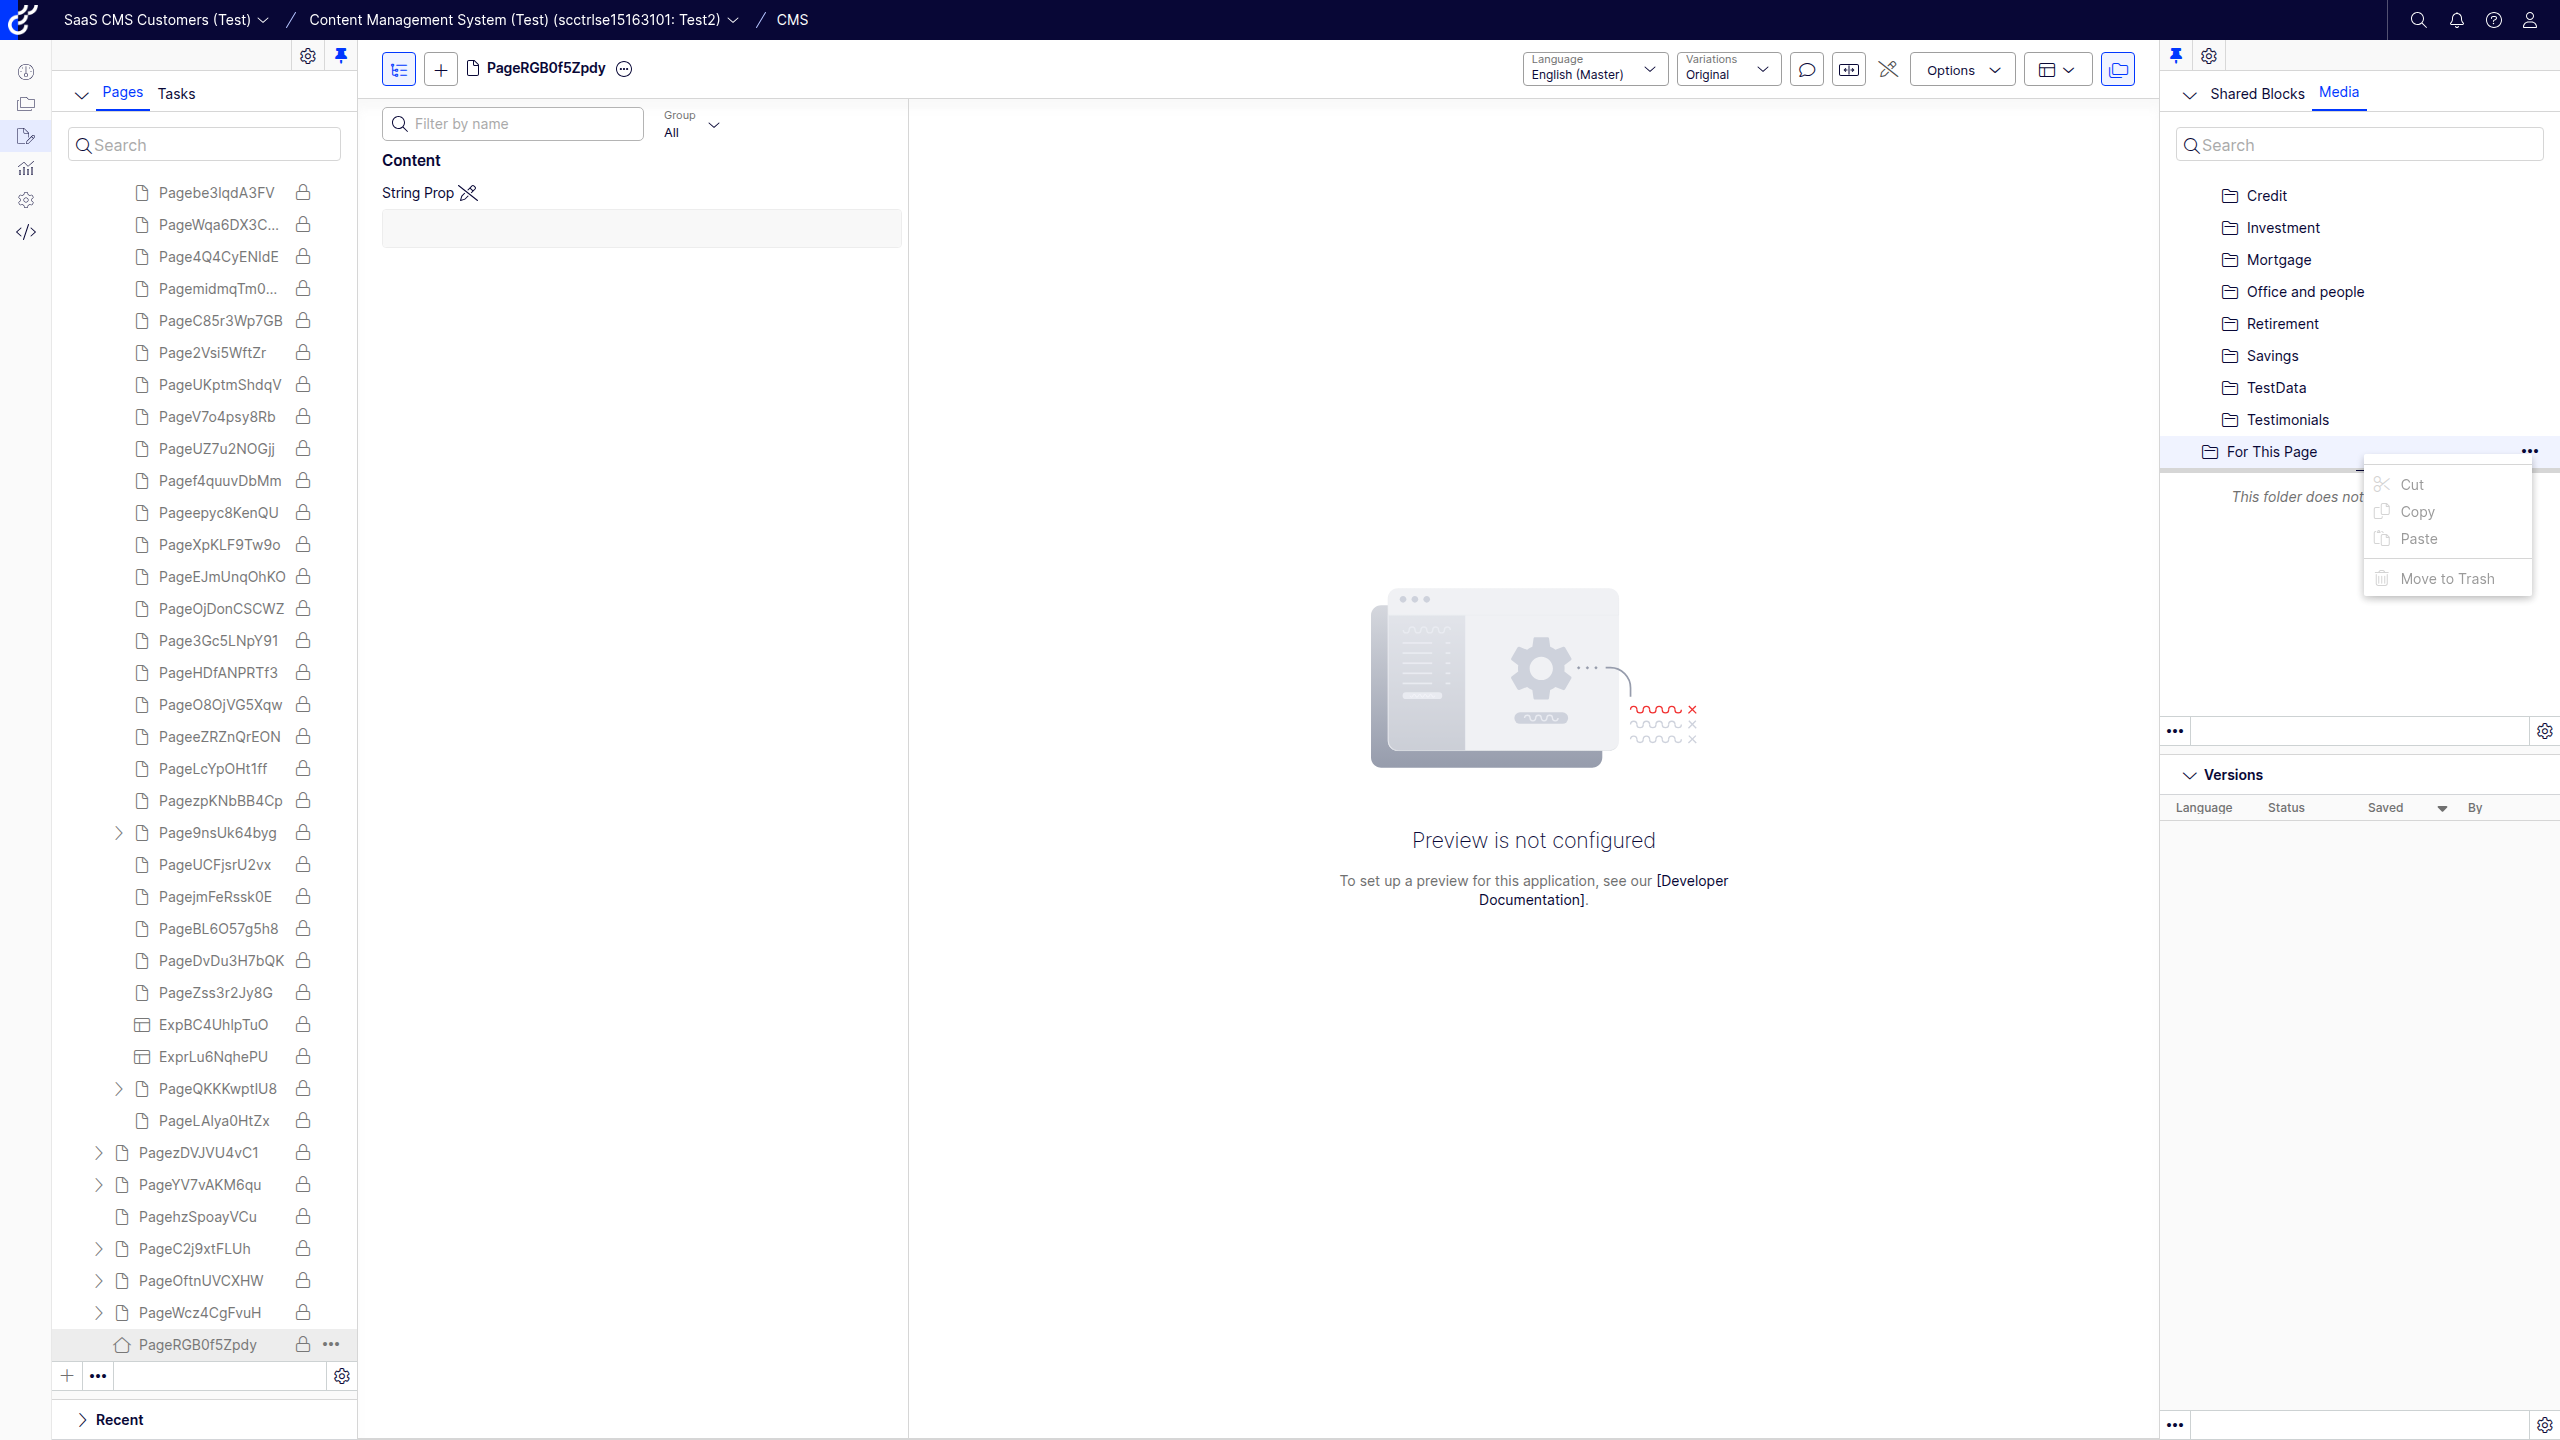 SaaS CMS Customers (Test) / Content Management System (Test) (scctrlse15163101: Test2) / CMS
Pages Tasks
Search
Pagebe3lqdA3FV
PageWqa6DX3C...
Page4Q4CyENIdE
PagemidmqTm0...
PageC85r3Wp7GB
Page2Vsi5WftZr
PageUKptmShdqV
PageV7o4psy8Rb
PageUZ7u2NOGjj
Pagef4quuvDbMm
Pageepyc8KenQU
PageXpKLF9Tw9o
PageEJmUnqOhKO
PageOjDonCSCWZ
Page3Gc5LNpY91
PageHDfANPRTf3
PageO8OjVG5Xqw
PageeZRZnQrEON
PageLcYpOHt1ff
PagezpKNbBB4Cp
Page9nsUk64byg
PageUCFjsrU2vx
PagejmFeRssk0E
PageBL6O57g5h8
PageDvDu3H7bQK
PageZss3r2Jy8G
ExpBC4UhlpTuO
ExprLu6NqhePU
PageQKKKwptlU8
PageLAlya0HtZx
PagezDVJVU4vC1
PageYV7vAKM6qu
PagehzSpoayVCu
PageC2j9xtFLUh
PageOftnUVCXHW
PageWcz4CgFvuH
PageRGB0f5Zpdy
Recent
PageRGB0f5Zpdy
Language
English (Master)
Variations
Original
Options
Filter by name
Group
All
Content
String Prop
Preview is not configured
To set up a preview for this application, see our [Developer
Documentation].
Shared Blocks Media
Search
Credit
Investment
Mortgage
Office and people
Retirement
Savings
TestData
Testimonials
For This Page
This folder does not
Cut
Copy
Paste
Move to Trash
Versions
Language Status Saved By